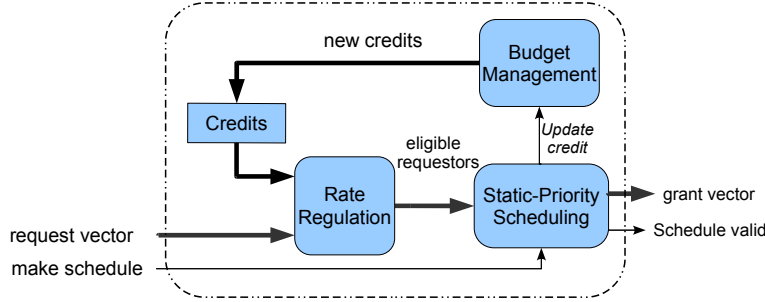 new credits
Budget
Management
Credits
Update
credit
eligible
requestors
Rate
Regulation
Static-Priority
Scheduling
grant vector
Schedule valid
request vector
make schedule